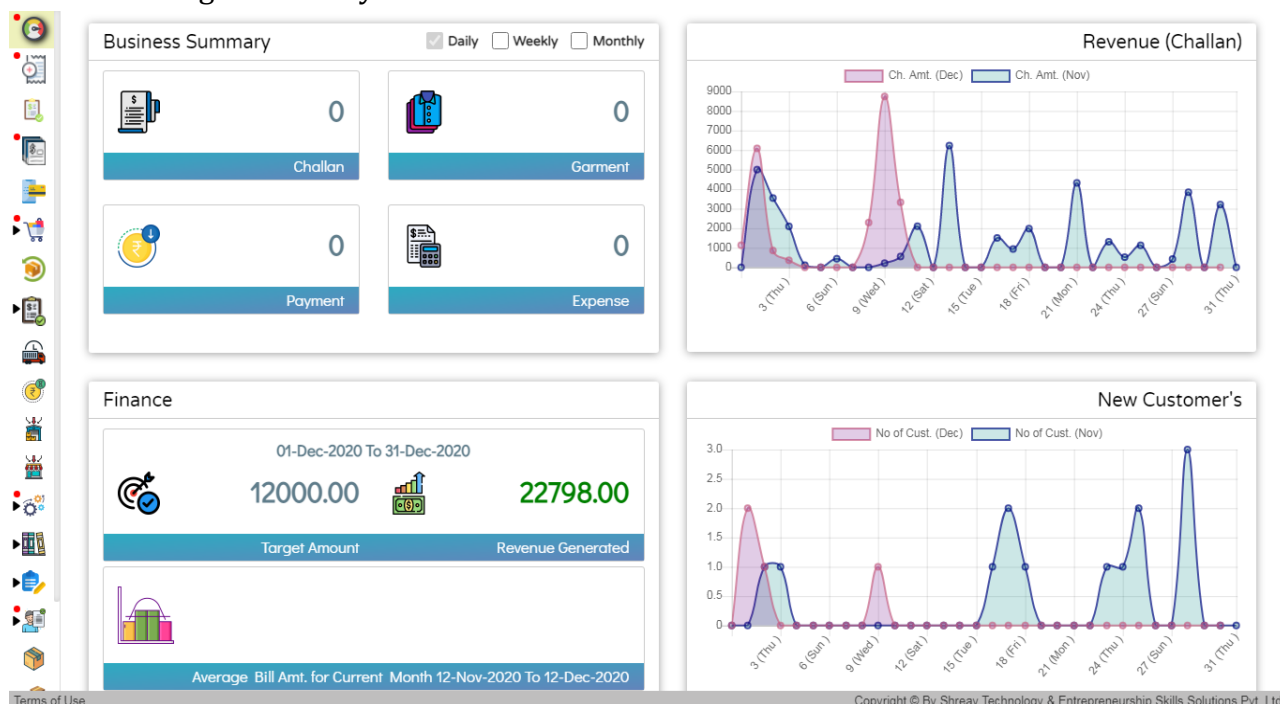 Business Summary
Daily Weekly Monthly
0
Challan
0
Garment
0
Payment
0
Expense
Revenue (Challan)
Ch. Amt. (Dec) Ch. Amt. (Nov)
9000
8000
7000
6000
5000
4000
3000
2000
1000
0
3 (Thu )
6 (Sun )
9 (Wed )
12 (Sat )
15 (Tue )
18 (Fri )
21 (Mon )
24 (Thu )
27 (Sun )
31 (Thu )
Finance
01-Dec-2020 To 31-Dec-2020
12000.00
Target Amount
22798.00
Revenue Generated
Average Bill Amt. for Current Month 12-Nov-2020 To 12-Dec-2020
New Customer's
No of Cust. (Dec) No of Cust. (Nov)
3.0
2.5
2.0
1.5
1.0
0.5
0
3 (Thu )
6 (Sun )
9 (Wed )
12 (Sat )
15 (Tue )
18 (Fri )
21 (Mon )
24 (Thu )
27 (Sun )
31 (Thu )
Terms of Use
Copyright © By Shreay Technology & Entrepreneurship Skills Solutions Pvt. Ltd